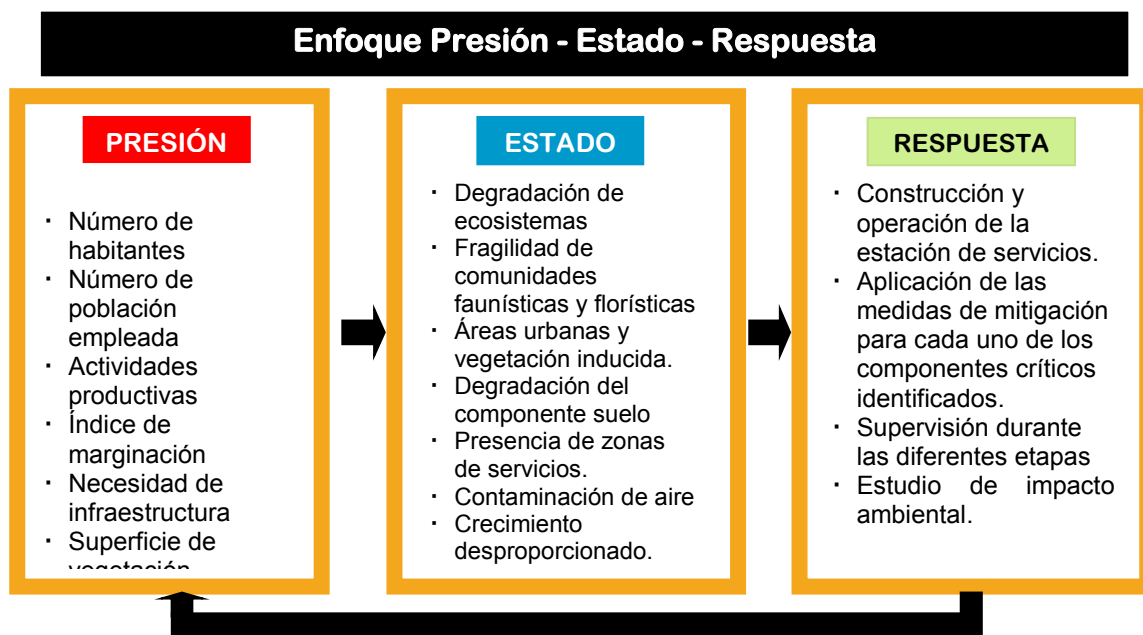 Enfoque Presión - Estado - Respuesta
PRESIÓN
· Número de
habitantes
· Número de
población
empleada
· Actividades
productivas
· Índice de
marginación
· Necesidad de
infraestructura
· Superficie de
vegetación
ESTADO
· Degradación de
ecosistemas
· Fragilidad de
comunidades
faunísticas y florísticas
· Áreas urbanas y
vegetación inducida.
· Degradación del
componente suelo
· Presencia de zonas
de servicios.
· Contaminación de aire
· Crecimiento
desproporcionado.
RESPUESTA
· Construcción y
operación de la
estación de servicios.
· Aplicación de las
medidas de mitigación
para cada uno de los
componentes críticos
identificados.
· Supervisión durante
las diferentes etapas
· Estudio de impacto
ambiental.